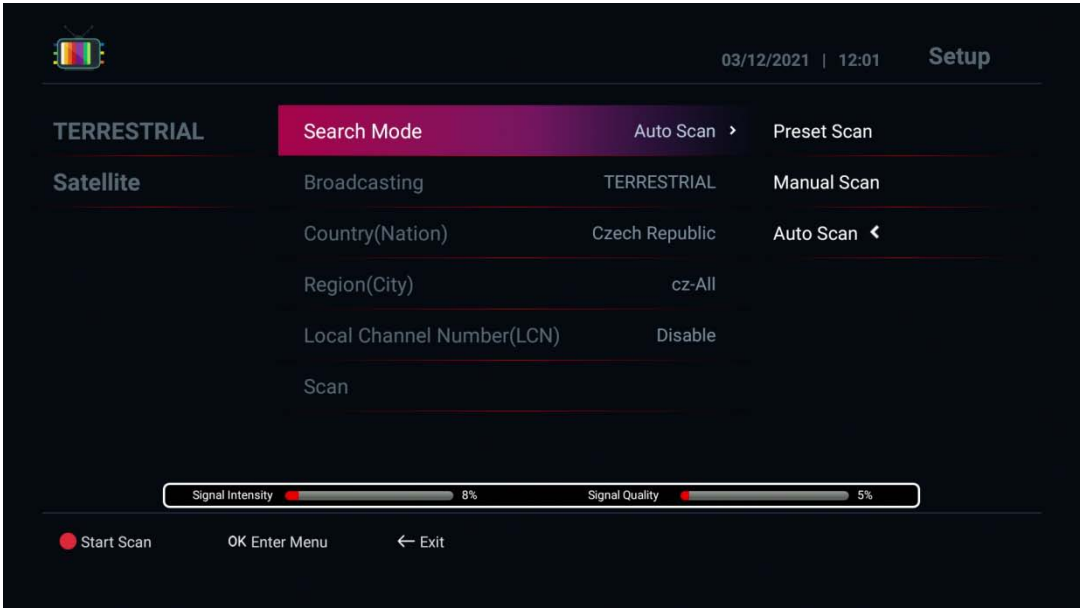 03/12/2021 | 12:01 Setup
TERRESTRIAL
Satellite
Search Mode Auto Scan >
Broadcasting TERRESTRIAL
Country(Nation) Czech Republic
Region(City) cz-All
Local Channel Number(LCN) Disable
Scan
Preset Scan
Manual Scan
Auto Scan <
Signal Intensity 8% Signal Quality 5%
Start Scan OK Enter Menu ← Exit